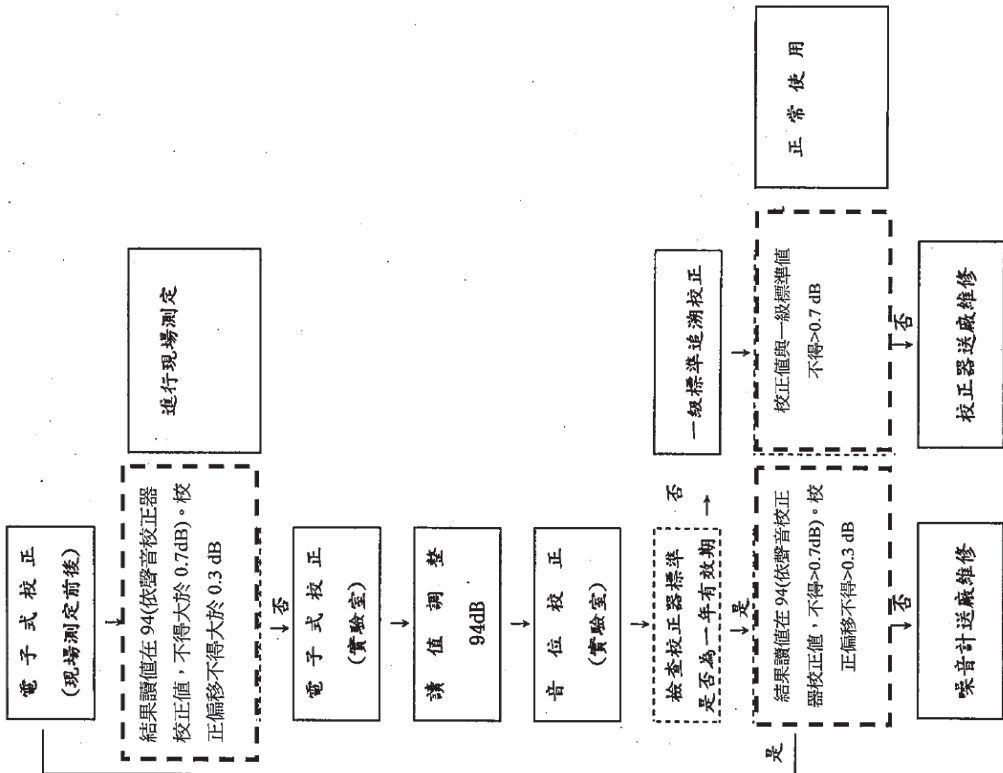 電子式校正
(現場測定前後)
↓
結果讀值在 94(依聲音校正器
校正值，不得大於 0.7dB)。校
正偏移不得大於 0.3 dB
進行現場測定
↓否
電子式校正
(實驗室)
↓
讀值調整
94dB
↓
音位校正
(實驗室)
↓
檢查校正器標準
是否為一年有效期
否
→
↓是
一級標準追溯校正
↓
結果讀值在 94(依聲音校正
器校正值，不得>0.7dB)。校
正偏移不得>0.3 dB
是
校正值與一級標準值
不得>0.7 dB
正常使用
↓否
噪音計送廠維修
↓否
校正器送廠維修